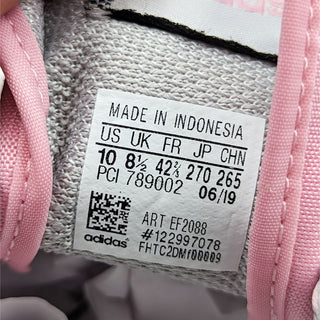 adidas
MADE IN INDONESIA
US UK FR JP CHN
10 8½ 42⅔ 270 265
PCI 789002 06/19
ART EF2088
#122997078
adidas FHTC2DM100009